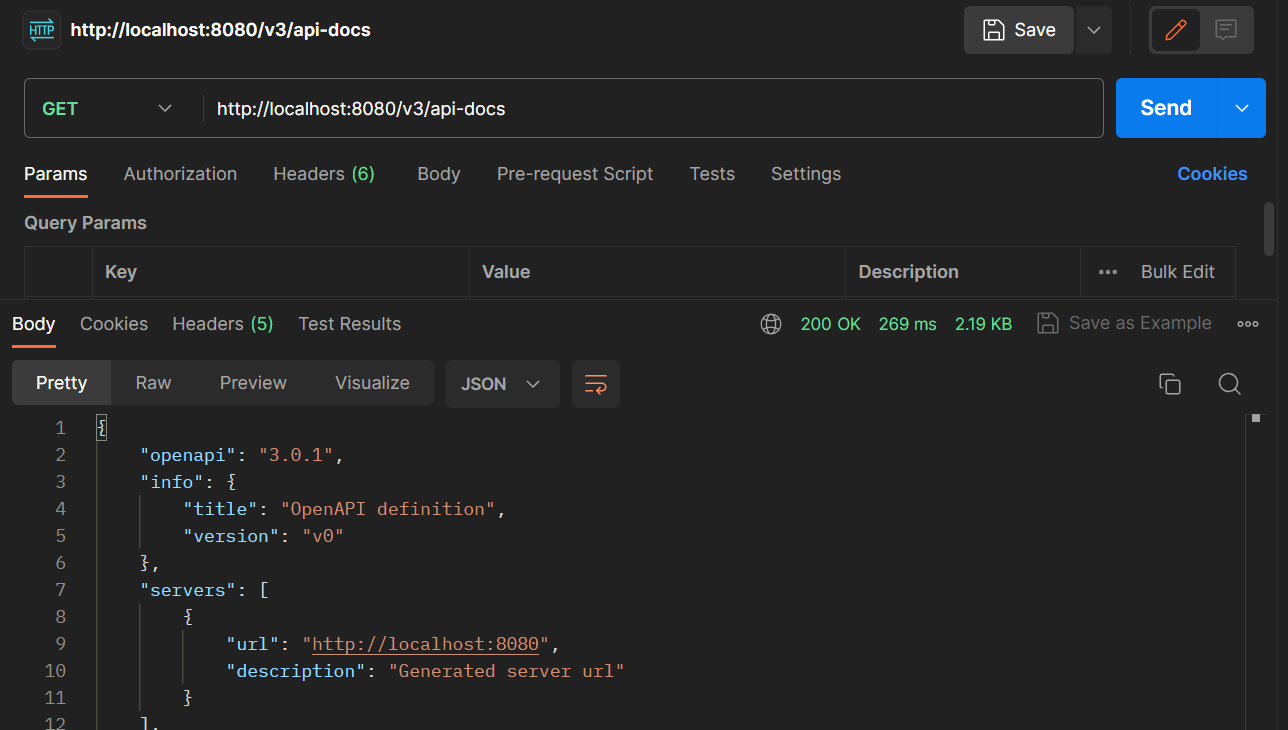 HTTP http://localhost:8080/v3/api-docs Save
GET http://localhost:8080/v3/api-docs Send
Params Authorization Headers (6) Body Pre-request Script Tests Settings Cookies
Query Params
Key Value Description Bulk Edit
Body Cookies Headers (5) Test Results 200 OK 269 ms 2.19 KB Save as Example
Pretty Raw Preview Visualize JSON
1 {
2 "openapi": "3.0.1",
3 "info": {
4 "title": "OpenAPI definition",
5 "version": "v0"
6 },
7 "servers": [
8 {
9 "url": "http://localhost:8080",
10 "description": "Generated server url"
11 }
12 ],